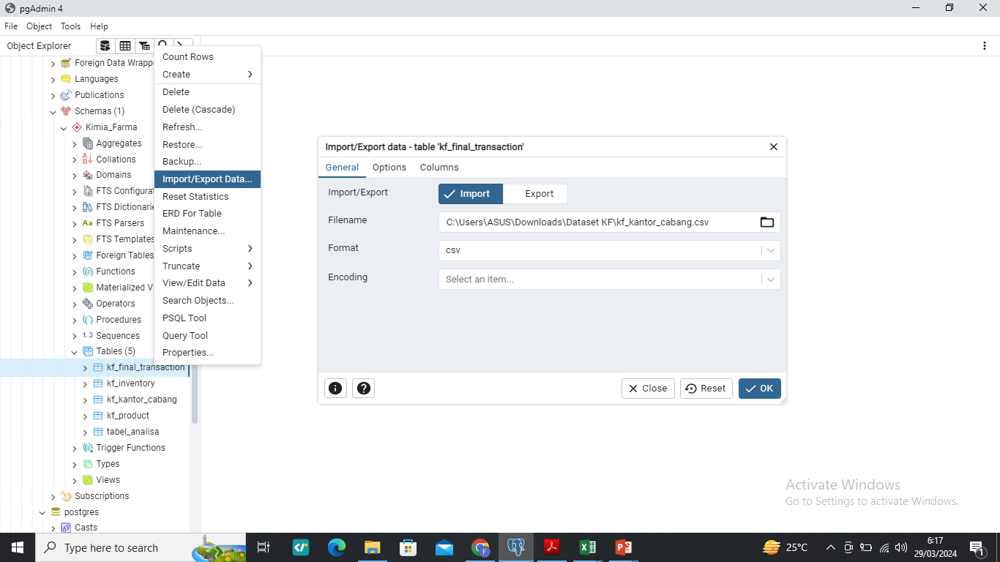 pgAdmin 4
File Object Tools Help
Object Explorer
Foreign Data Wrapp
Languages
Publications
Schemas (1)
Kimia_Farma
Aggregates
Collations
Domains
FTS Configurat
FTS Dictionarie
FTS Parsers
FTS Templates
Foreign Tables
Functions
Materialized V
Operators
Procedures
1..3 Sequences
Tables (5)
kf_final_transaction
kf_inventory
kf_kantor_cabang
kf_product
tabel_analisa
Trigger Functions
Types
Views
Subscriptions
postgres
Casts
Count Rows
Create
Delete
Delete (Cascade)
Refresh...
Restore...
Backup...
Import/Export Data...
Reset Statistics
ERD For Table
Maintenance...
Scripts
Truncate
View/Edit Data
Search Objects...
PSQL Tool
Query Tool
Properties...
Import/Export data - table 'kf_final_transaction'
General Options Columns
Import/Export Import Export
Filename C:\Users\ASUS\Downloads\Dataset KF\kf_kantor_cabang.csv
Format csv
Encoding Select an item...
Close Reset OK
Activate Windows
Go to Settings to activate Windows.
Type here to search
25°C
6:17
29/03/2024
1